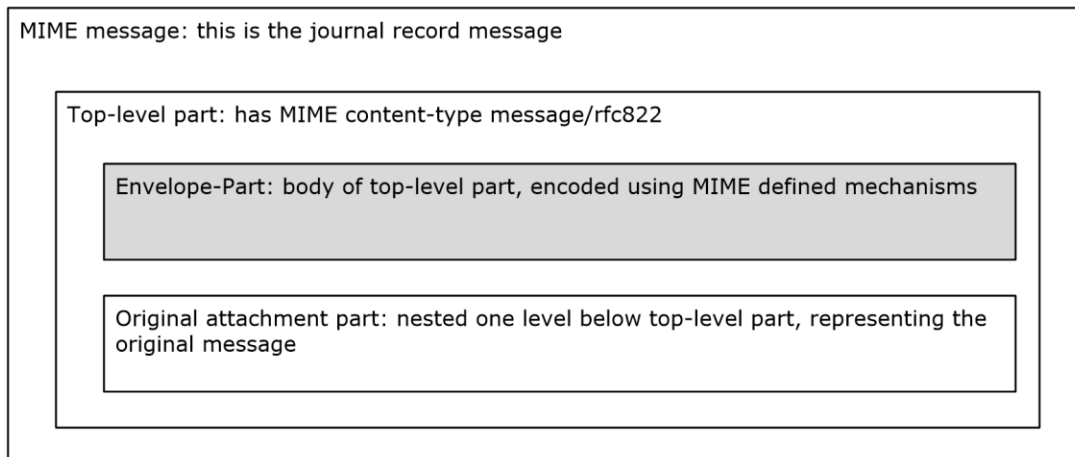 MIME message: this is the journal record message
Top-level part: has MIME content-type message/rfc822
Envelope-Part: body of top-level part, encoded using MIME defined mechanisms
Original attachment part: nested one level below top-level part, representing the
original message